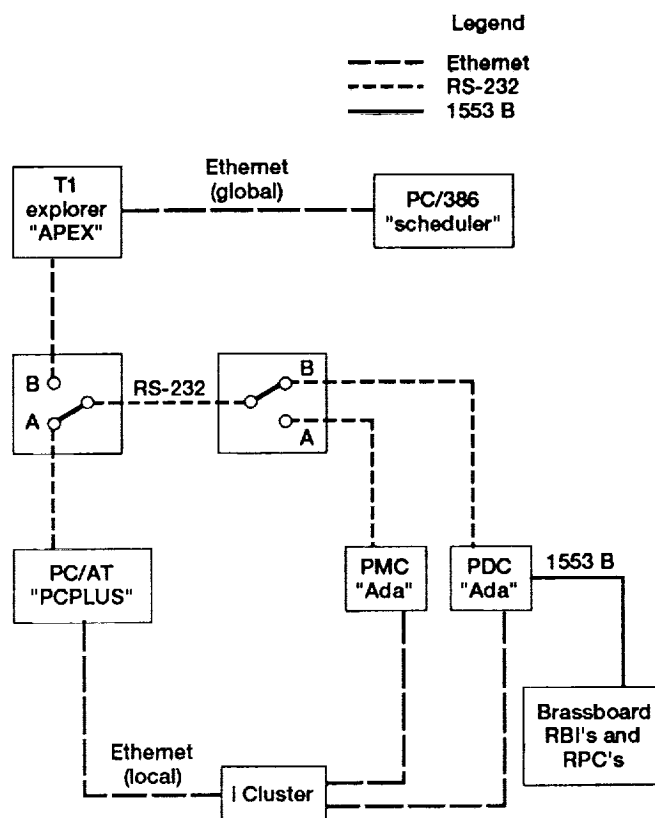 Legend
Ethernet
RS-232
1553 B
Ethernet
(global)
T1
explorer
"APEX"
PC/386
"scheduler"
B
A
RS-232
B
A
PC/AT
"PCPLUS"
PMC
"Ada"
PDC
"Ada"
1553 B
Brassboard
RBI's and
RPC's
Ethernet
(local)
I Cluster